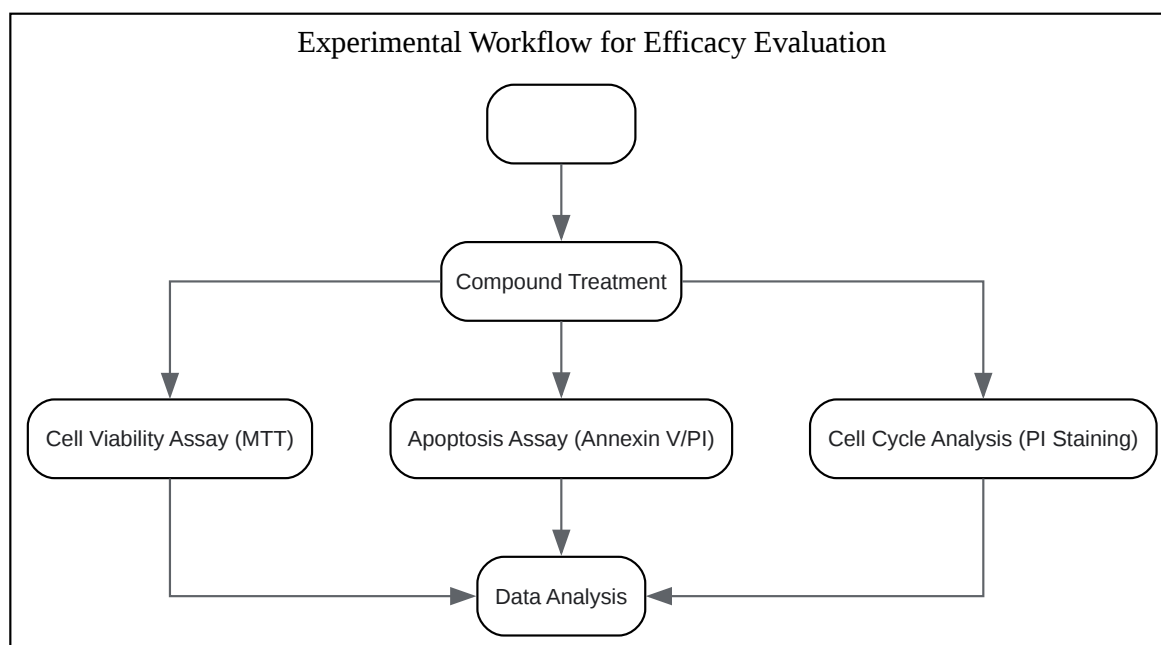 Experimental Workflow for Efficacy Evaluation
Compound Treatment
Cell Viability Assay (MTT)
Apoptosis Assay (Annexin V/PI)
Cell Cycle Analysis (PI Staining)
Data Analysis